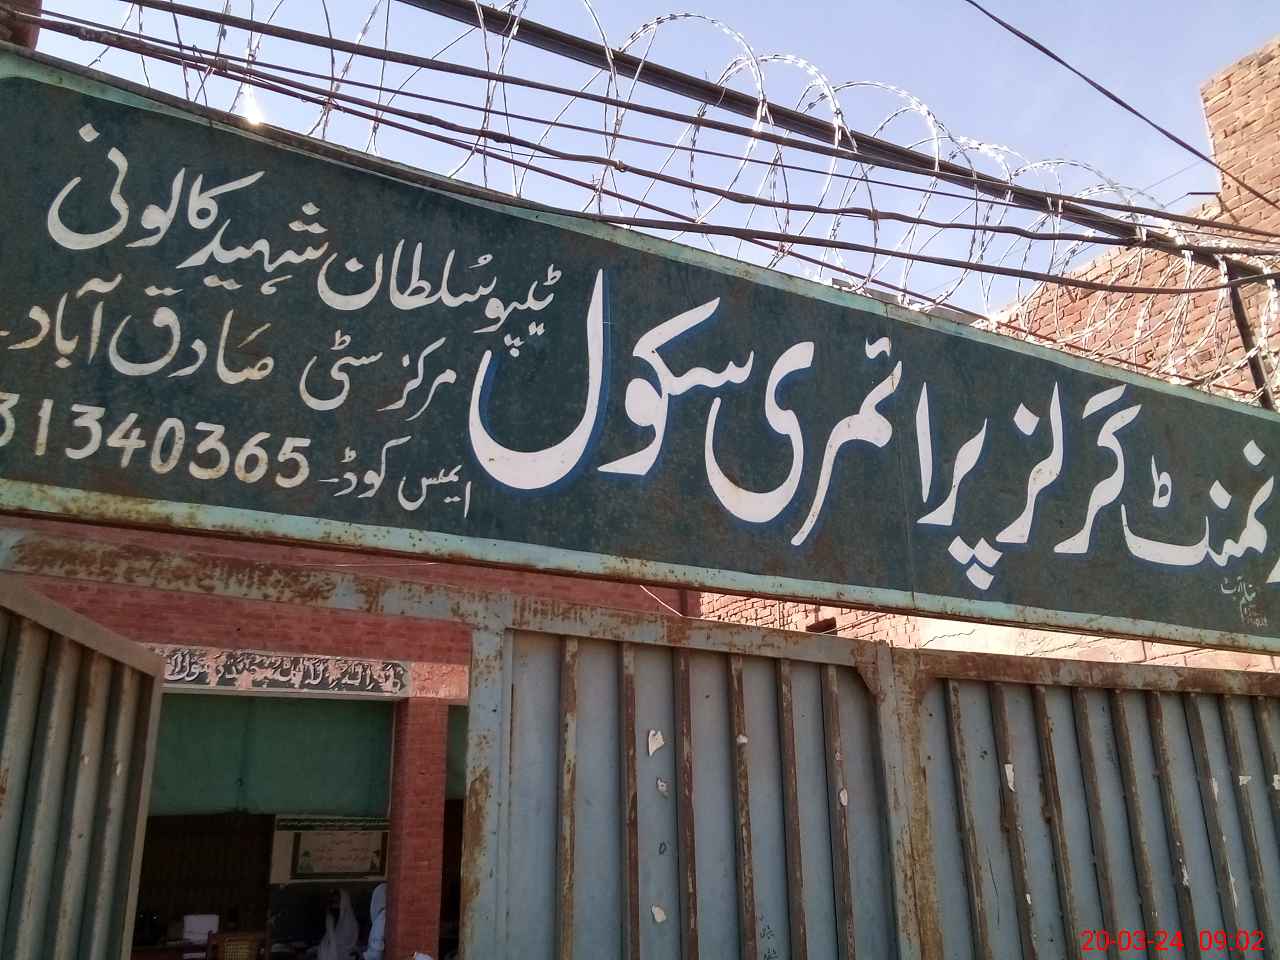 نمنٹ گرلز پرائمری سکول
ٹیپو سُلطان شہید کالونی
مرکز سٹی صادق آباد۔
ایمس کوڈ۔ 31340365
20-03-24 09:02